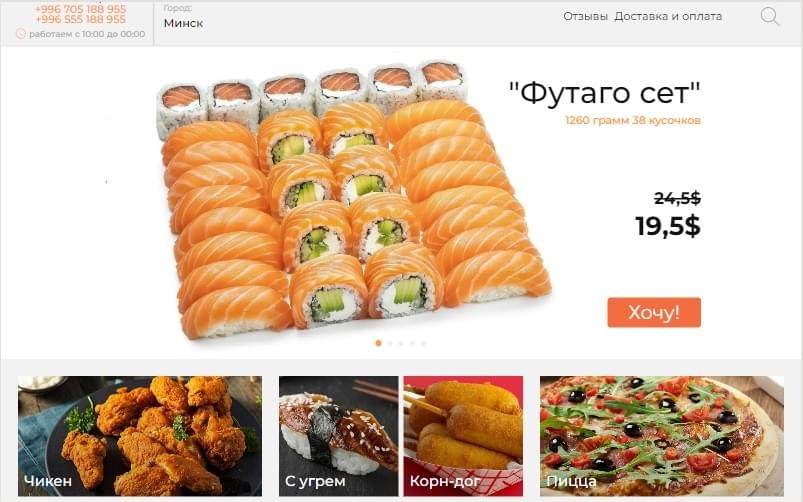 +996 705 188 955
+996 555 188 955
работаем с 10:00 до 00:00
Город:
Минск
Отзывы Доставка и оплата
"Футаго сет"
1260 грамм 38 кусочков
24,5$
19,5$
Хочу!
Чикен
С угрем
Корн-дог
Пицца